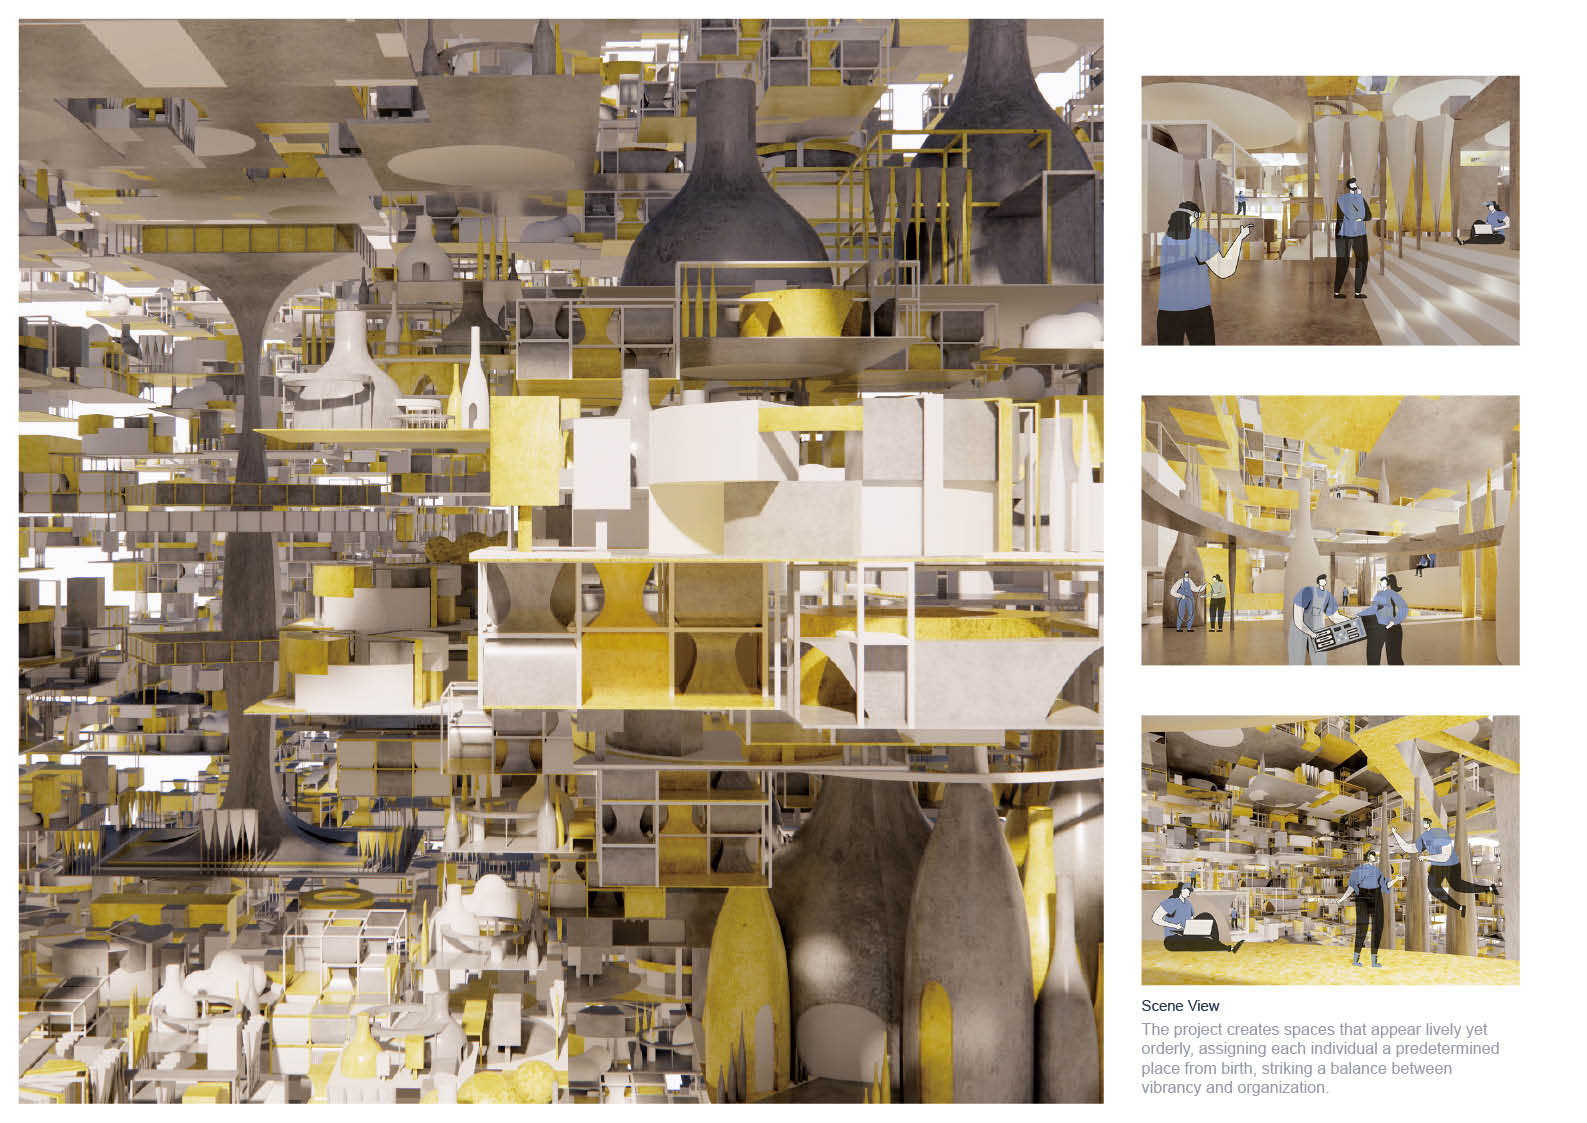 Scene View
The project creates spaces that appear lively yet
orderly, assigning each individual a predetermined
place from birth, striking a balance between
vibrancy and organization.